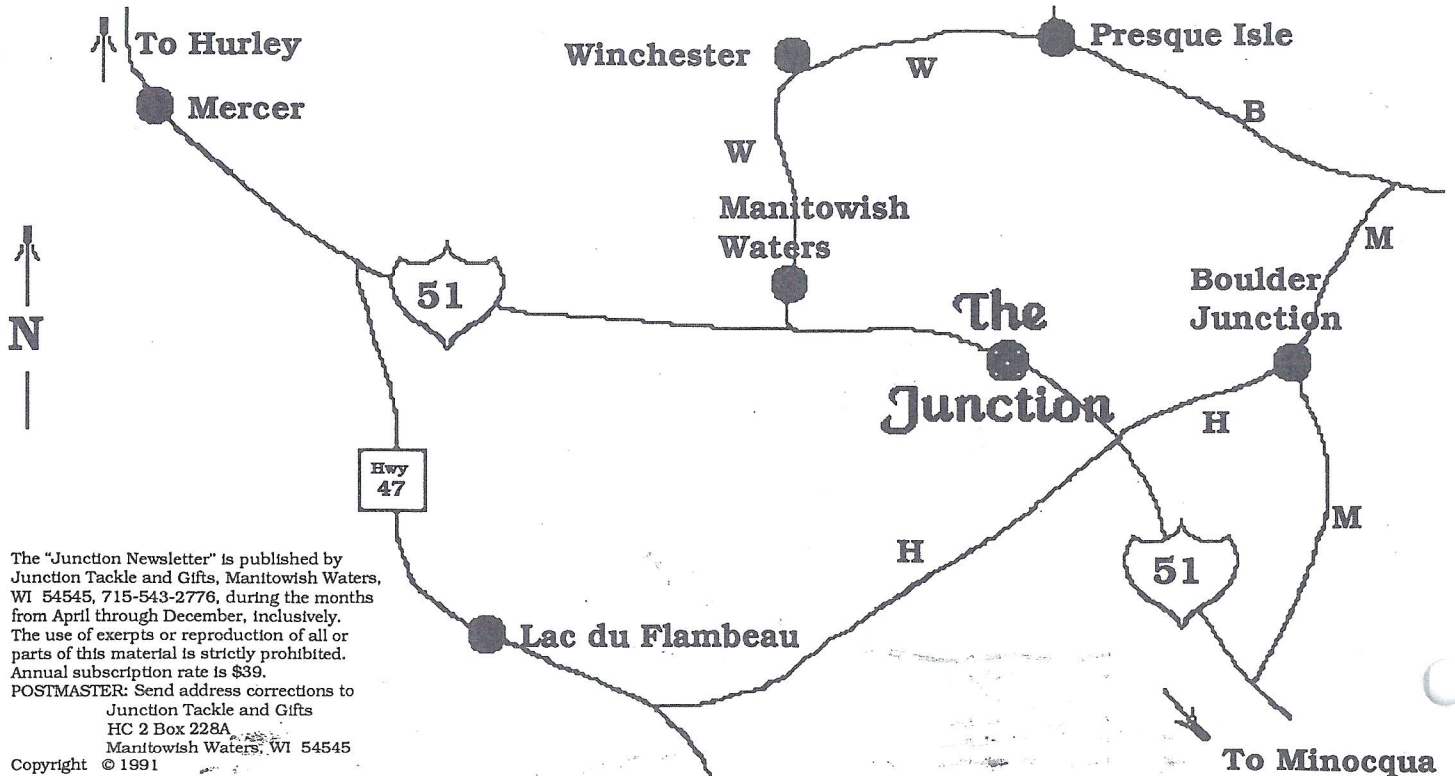 To Hurley
Mercer
Winchester
W
Presque Isle
B
W
Manitowish
Waters
M
N
51
The
Junction
Boulder
Junction
H
Hwy
47
M
H
51
Lac du Flambeau
To Minocqua
The "Junction Newsletter" is published by
Junction Tackle and Gifts, Manitowish Waters,
WI 54545, 715-543-2776, during the months
from April through December, inclusively.
The use of exerpts or reproduction of all or
parts of this material is strictly prohibited.
Annual subscription rate is $39.
POSTMASTER: Send address corrections to
Junction Tackle and Gifts
HC 2 Box 228A
Manitowish Waters, WI 54545
Copyright © 1991